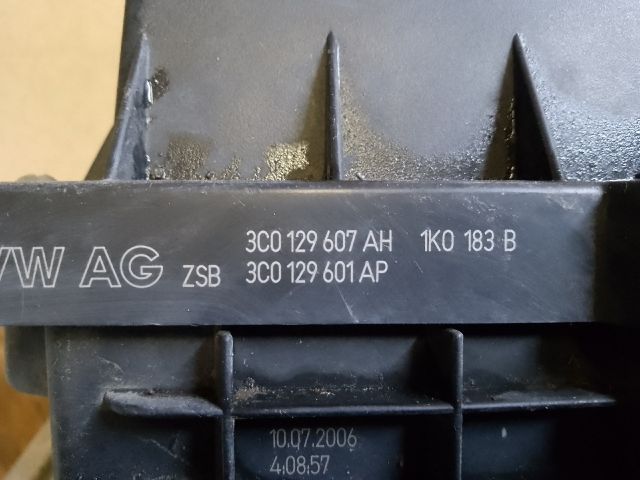 3C0 129 607 AH 1K0 183 B
VW AG ZSB 3C0 129 601 AP
10.07.2006
4:08:57